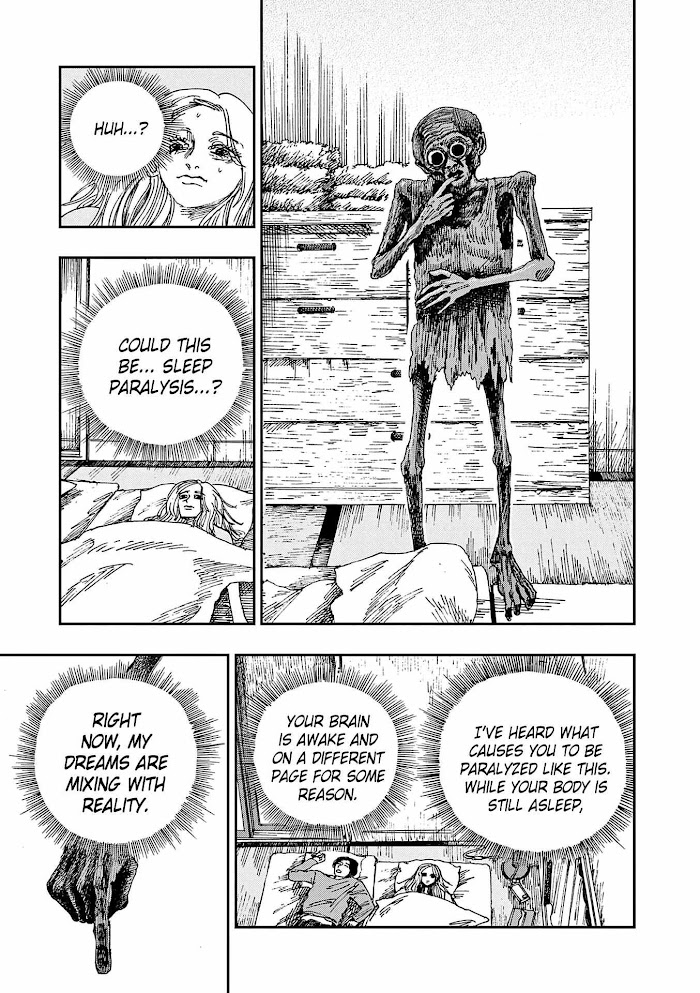 HUH...?
COULD THIS
BE... SLEEP
PARALYSIS...?
I'VE HEARD WHAT
CAUSES YOU TO BE
PARALYZED LIKE THIS.
WHILE YOUR BODY IS
STILL ASLEEP,
YOUR BRAIN
IS AWAKE AND
ON A DIFFERENT
PAGE FOR SOME
REASON.
RIGHT
NOW, MY
DREAMS ARE
MIXING WITH
REALITY.